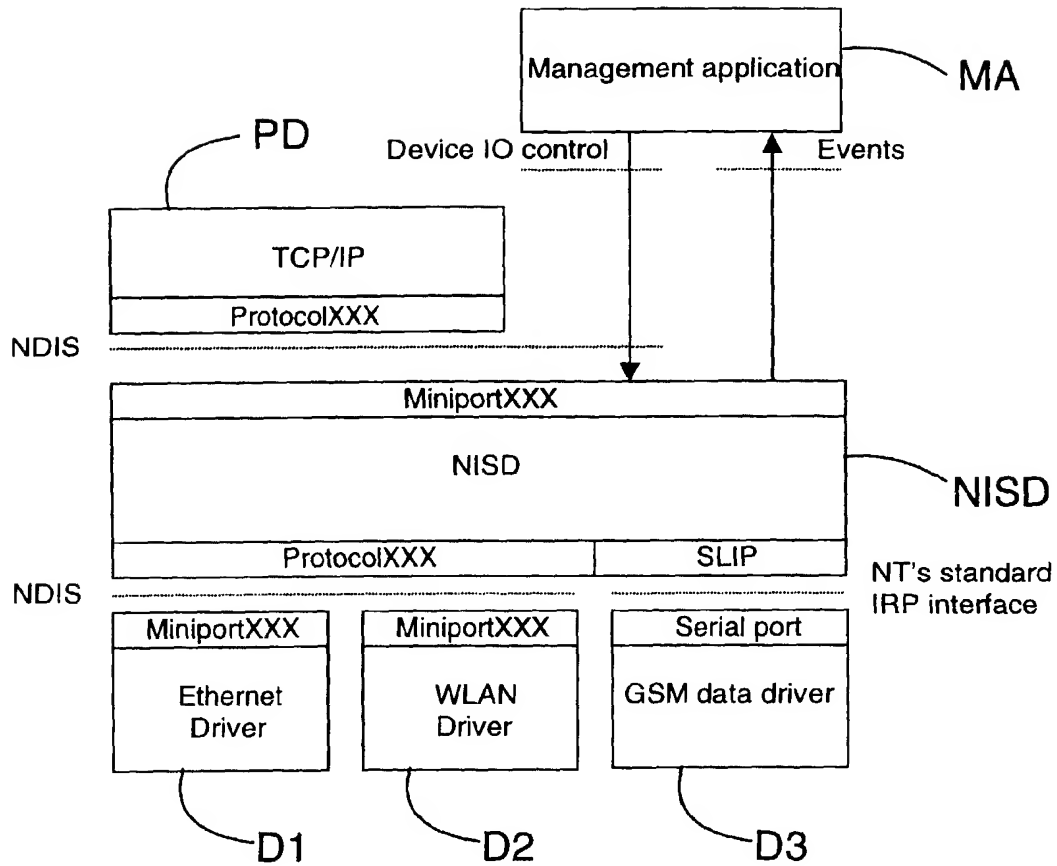 Management application
MA
PD
Device IO control
Events
TCP/IP
ProtocolXXX
NDIS
MiniportXXX
NISD
NISD
ProtocolXXX
SLIP
NDIS
NT's standard
IRP interface
MiniportXXX
MiniportXXX
Serial port
Ethernet
Driver
WLAN
Driver
GSM data driver
D1
D2
D3